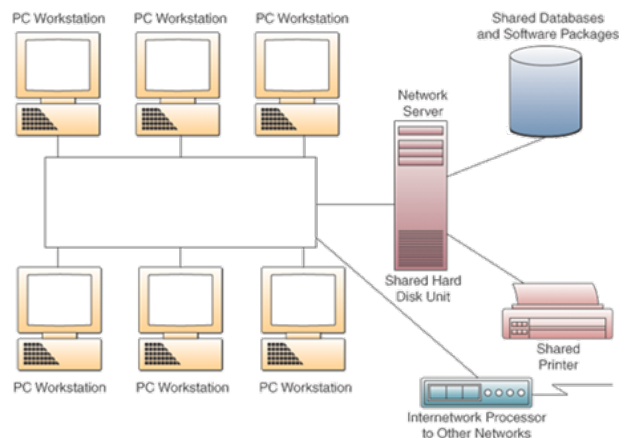 PC Workstation
PC Workstation
PC Workstation
Shared Databases
and Software Packages
Network
Server
Shared Hard
Disk Unit
Shared
Printer
PC Workstation
PC Workstation
PC Workstation
Internetwork Processor
to Other Networks